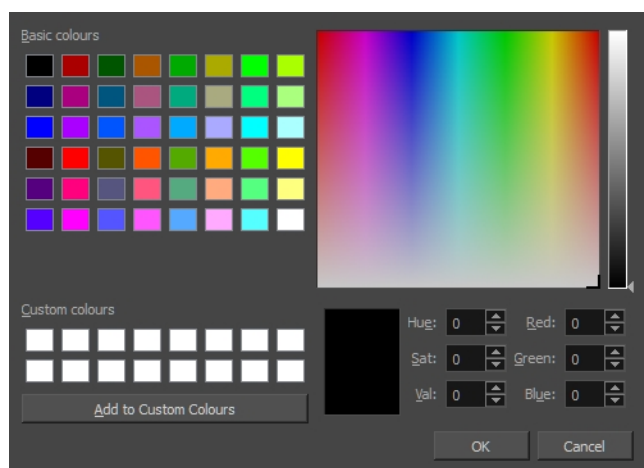 Basic colours
Custom colours
Add to Custom Colours
Hue: 0 Red: 0
Sat: 0 Green: 0
Val: 0 Blue: 0
OK Cancel